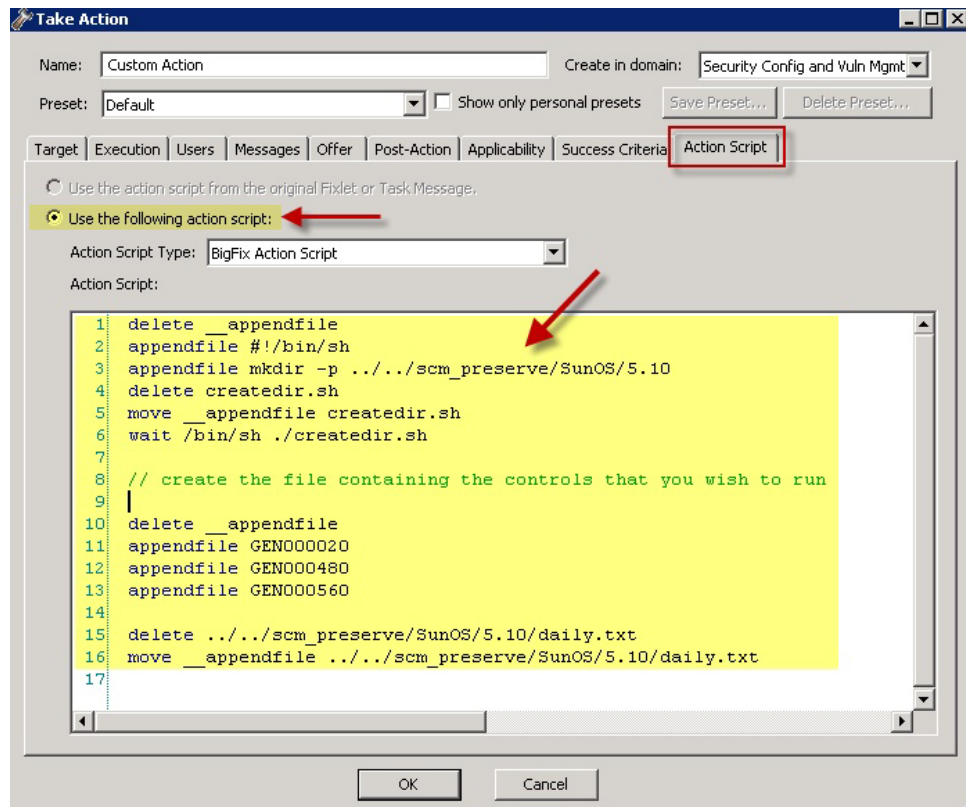 Take Action
Name: Custom Action Create in domain: Security Config and Vuln Mgmt
Preset: Default Show only personal presets Save Preset... Delete Preset...
Target Execution Users Messages Offer Post-Action Applicability Success Criteria Action Script
Use the action script from the original Fixlet or Task Message.
Use the following action script:
Action Script Type: BigFix Action Script
Action Script:
1 delete __appendfile
2 appendfile #!/bin/sh
3 appendfile mkdir -p ../../scm_preserve/SunOS/5.10
4 delete createdir.sh
5 move __appendfile createdir.sh
6 wait /bin/sh ./createdir.sh
7
8 // create the file containing the controls that you wish to run
9
10 delete __appendfile
11 appendfile GEN000020
12 appendfile GEN000480
13 appendfile GEN000560
14
15 delete ../../scm_preserve/SunOS/5.10/daily.txt
16 move __appendfile ../../scm_preserve/SunOS/5.10/daily.txt
17
OK Cancel